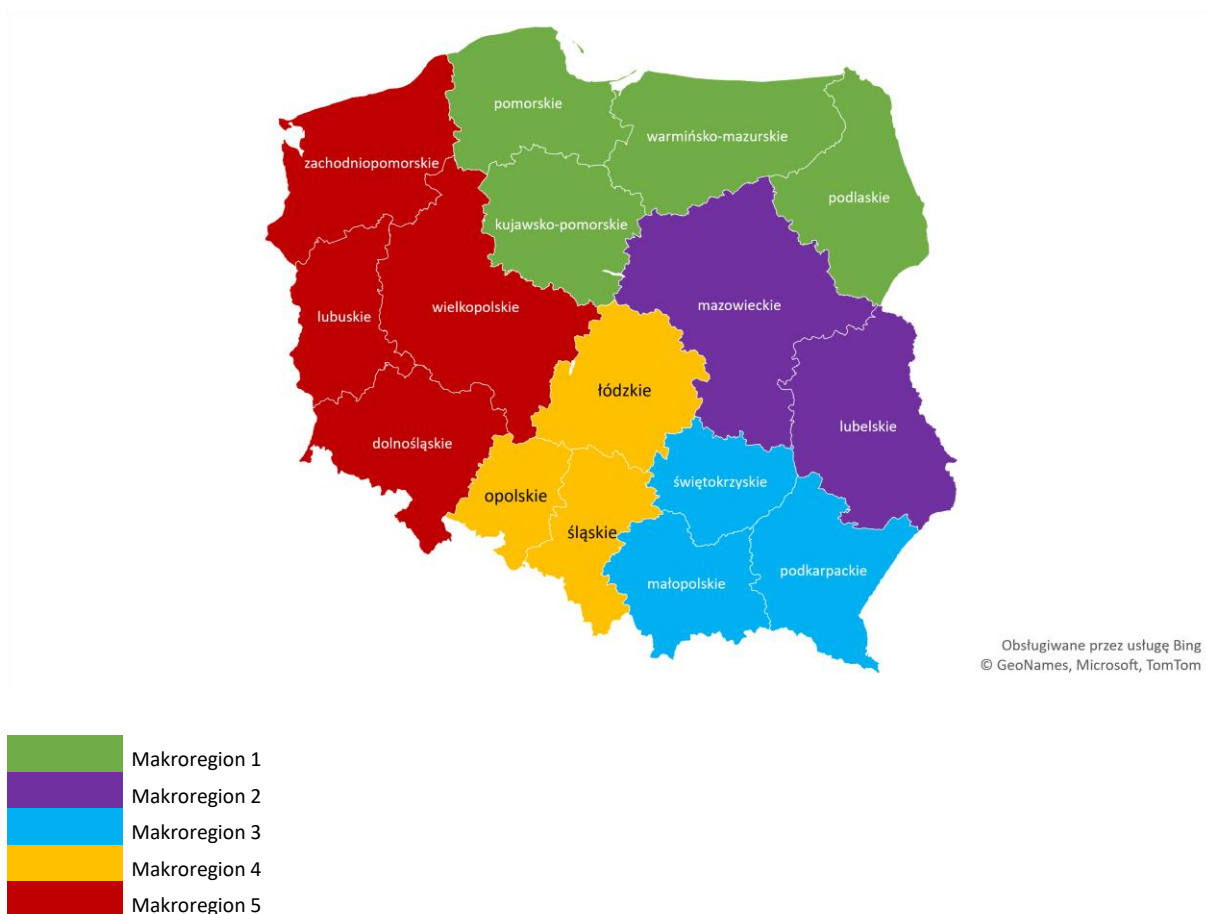 pomorskie
warmińsko-mazurskie
zachodniopomorskie
podlaskie
kujawsko-pomorskie
mazowieckie
wielkopolskie
lubuskie
łódzkie
lubelskie
dolnośląskie
świętokrzyskie
opolskie
śląskie
podkarpackie
małopolskie
Obsługiwane przez usługę Bing
© GeoNames, Microsoft, TomTom
Makroregion 1
Makroregion 2
Makroregion 3
Makroregion 4
Makroregion 5